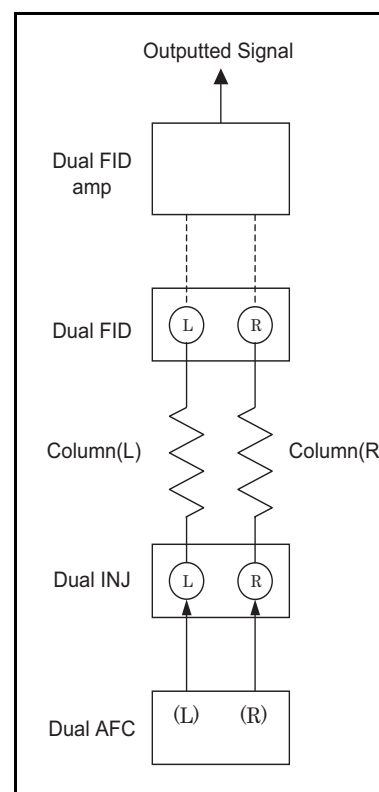 Outputted Signal
Dual FID
amp
Dual FID
L R
Column(L)
Column(R
Dual INJ
L R
Dual AFC
(L) (R)